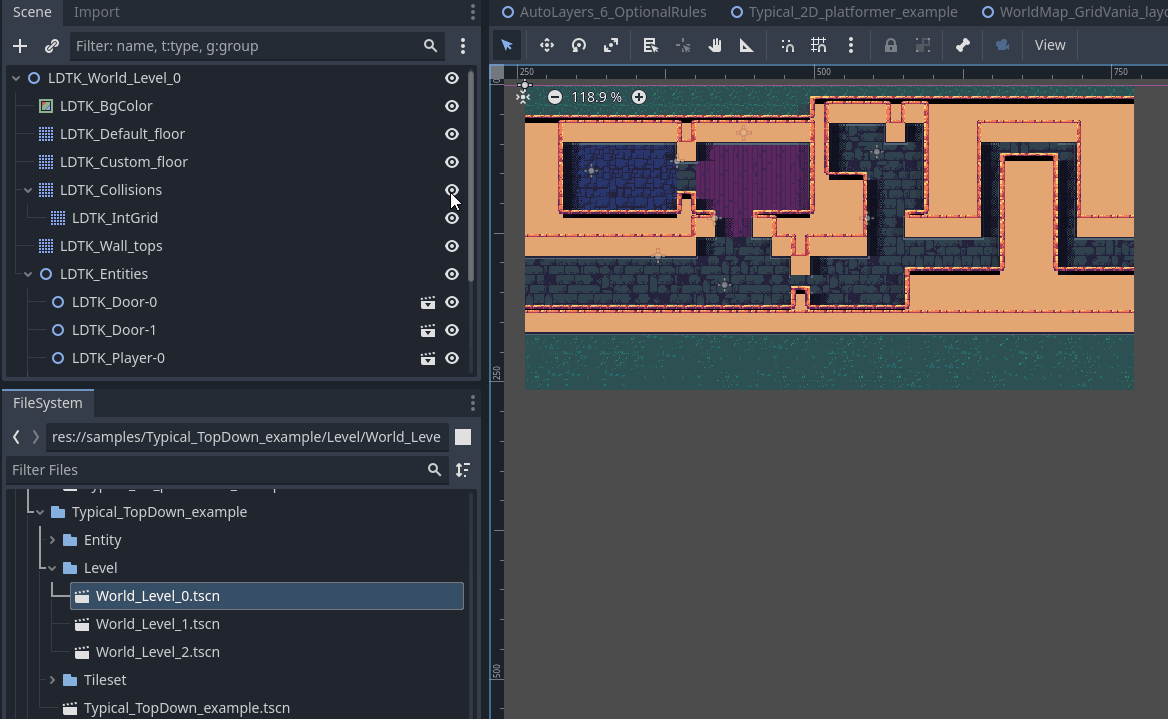 Scene Import
AutoLayers_6_OptionalRules Typical_2D_platformer_example WorldMap_GridVania_layo
Filter: name, t:type, g:group
View
LDTK_World_Level_0
LDTK_BgColor
LDTK_Default_floor
LDTK_Custom_floor
LDTK_Collisions
LDTK_IntGrid
LDTK_Wall_tops
LDTK_Entities
LDTK_Door-0
LDTK_Door-1
LDTK_Player-0
250 500 750
118.9 %
0
250
500
FileSystem
res://samples/Typical_TopDown_example/Level/World_Leve
Filter Files
Typical_TopDown_example
Entity
Level
World_Level_0.tscn
World_Level_1.tscn
World_Level_2.tscn
Tileset
Typical_TopDown_example.tscn